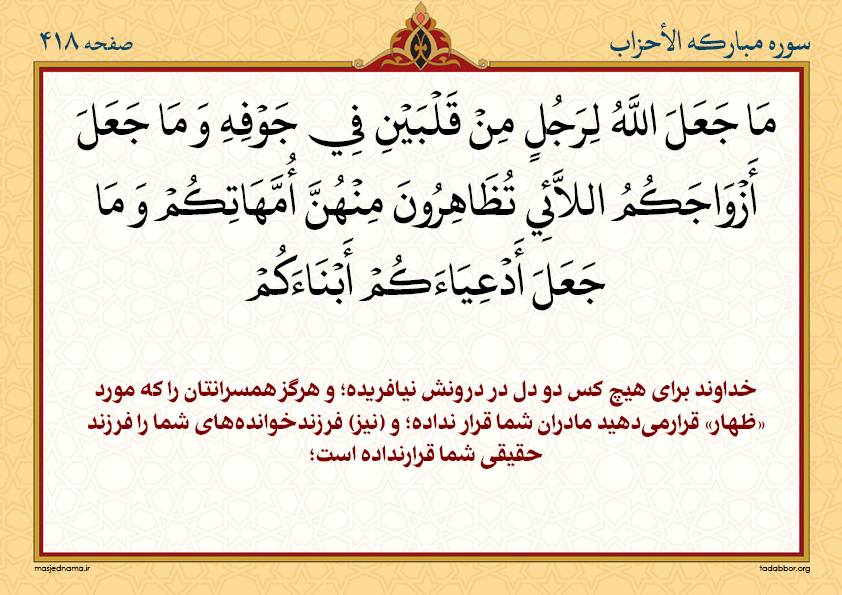 سوره مبارکه الأحزاب
صفحه ۴۱۸
مَا جَعَلَ اللَّهُ لِرَجُلٍ مِنْ قَلْبَيْنِ فِي جَوْفِهِ وَ مَا جَعَلَ
أَزْوَاجَكُمُ اللاَّئِي تُظَاهِرُونَ مِنْهُنَّ أُمَّهَاتِكُمْ وَ مَا
جَعَلَ أَدْعِيَاءَكُمْ أَبْنَاءَكُمْ
خداوند برای هیچ کس دو دل در درونش نیافریده؛ و هرگز همسرانتان را که مورد
«ظهار» قرارمی‌دهید مادران شما قرار نداده؛ و (نیز) فرزندخوانده‌های شما را فرزند
حقیقی شما قرارنداده است؛
masjednama.ir
tadabbor.org